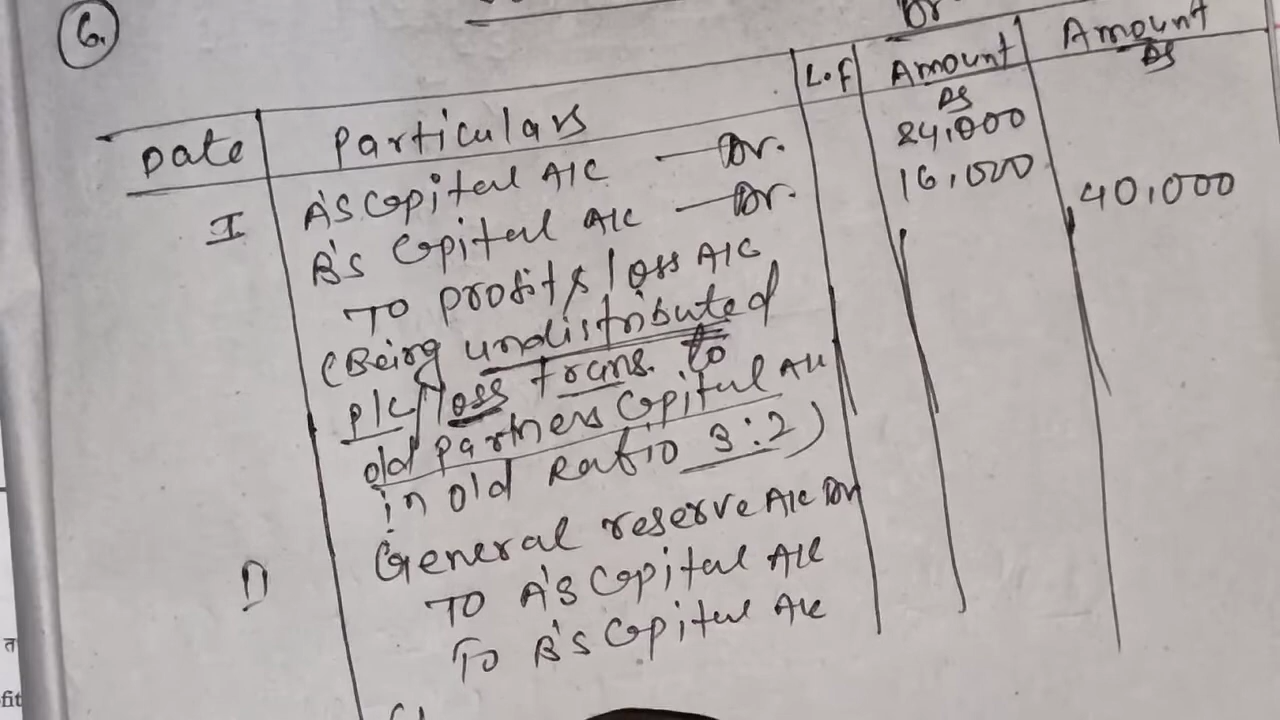 6.
Dr
Date Particulars L.F Amount Amount
Rs Rs
I A'S Capital A/C — Dr. 24,000
B'S Capital A/C — Dr. 16,000
To profit & loss A/C 40,000
(Being undistributed
P/L/loss trans. to
old partners Capital A/c
in old Ratio 3:2)
D General reserve A/c Dr
To A'S Capital A/c
To B'S Capital A/c
fit